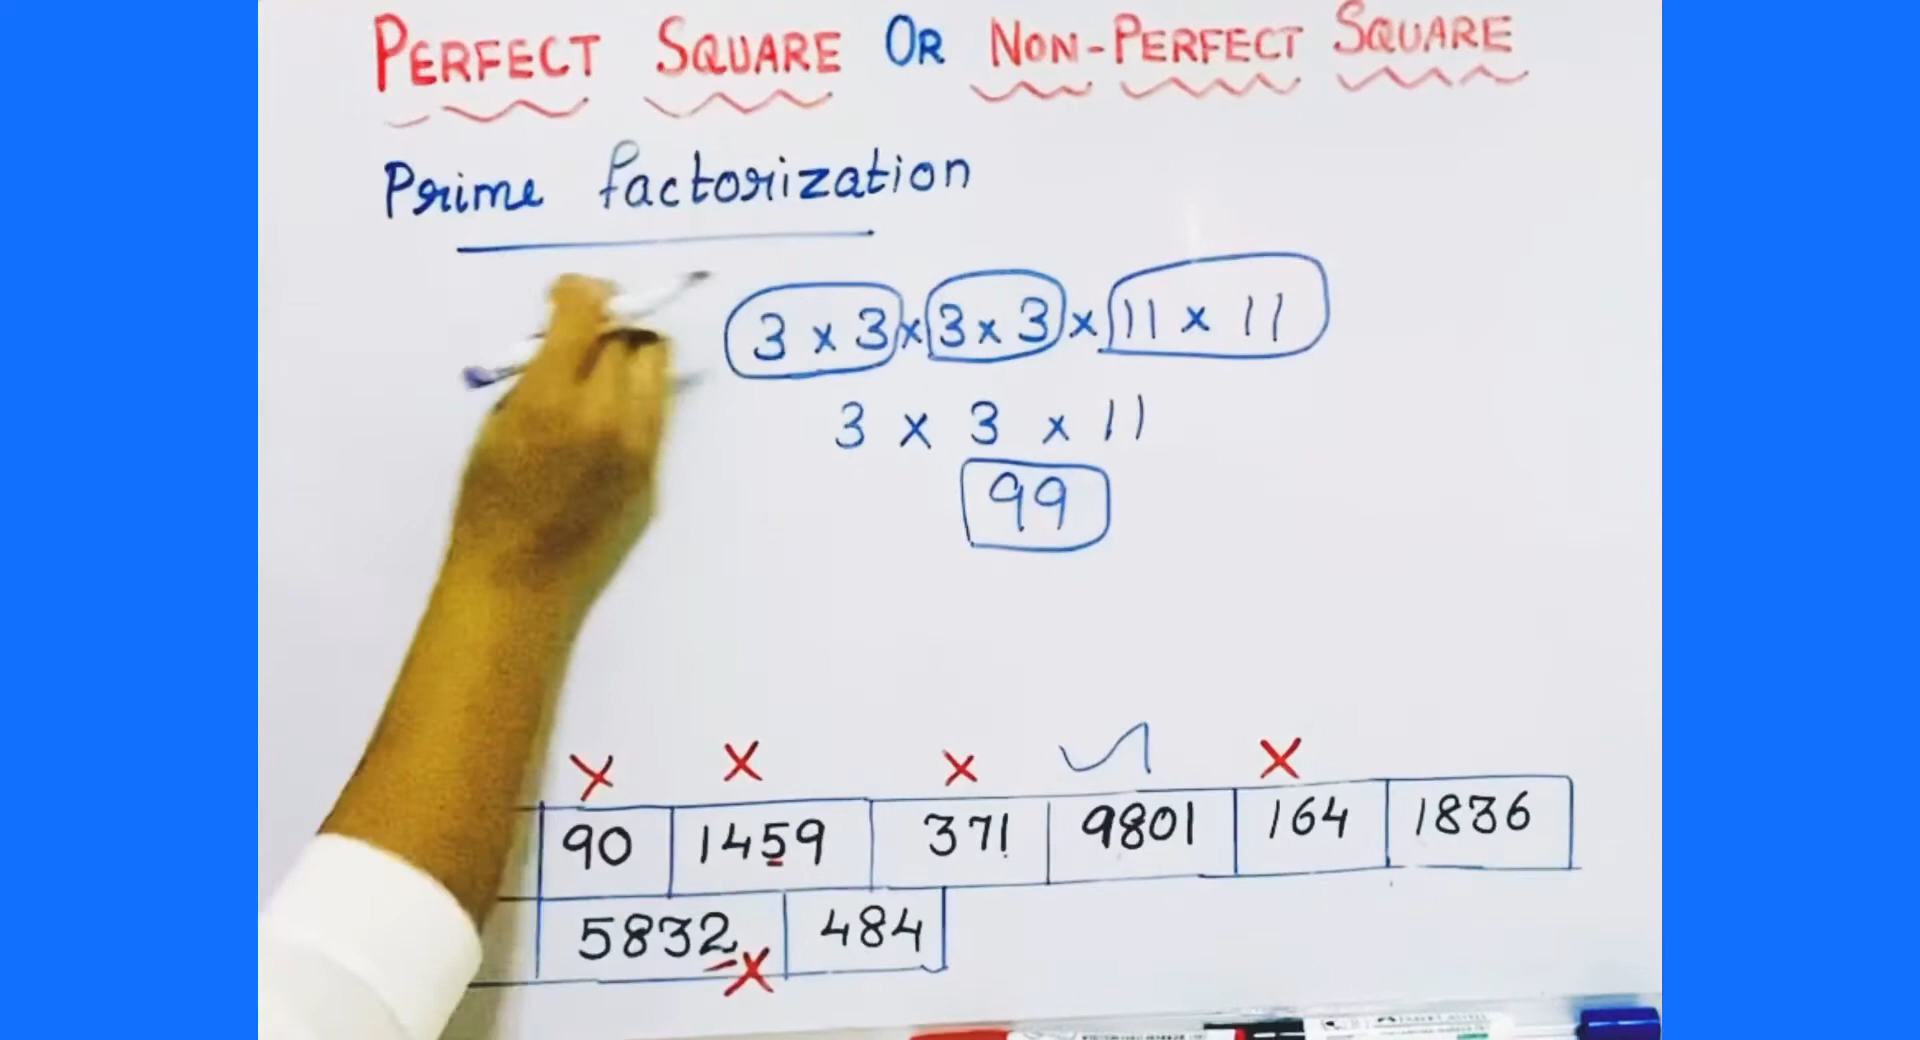 PERFECT SQUARE OR NON-PERFECT SQUARE
Prime factorization
3 x 3 x 3 x 3 x 11 x 11
3 x 3 x 11
99
x x x x
90 1459 371 9801 164 1836
5832 x 484